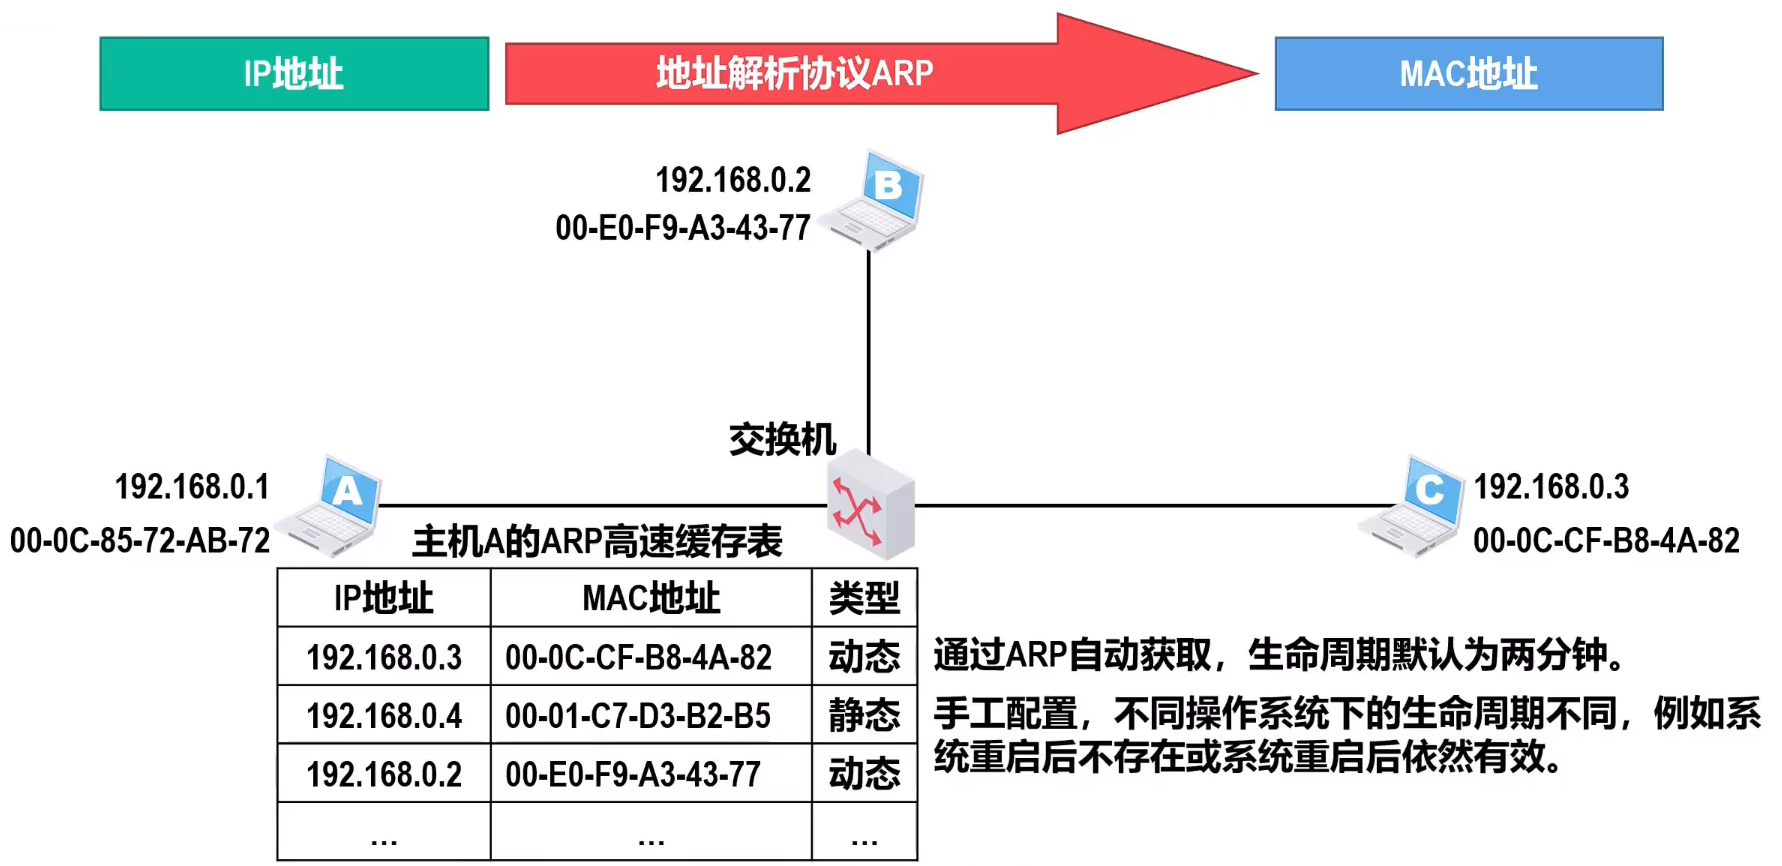 IP地址
地址解析协议ARP
MAC地址
192.168.0.2
00-E0-F9-A3-43-77
B
交换机
192.168.0.1
00-0C-85-72-AB-72
A
C
192.168.0.3
00-0C-CF-B8-4A-82
主机A的ARP高速缓存表
IP地址 MAC地址 类型
192.168.0.3 00-0C-CF-B8-4A-82 动态
通过ARP自动获取，生命周期默认为两分钟。
192.168.0.4 00-01-C7-D3-B2-B5 静态
手工配置，不同操作系统下的生命周期不同，例如系
统重启后不存在或系统重启后依然有效。
192.168.0.2 00-E0-F9-A3-43-77 动态
... ... ...